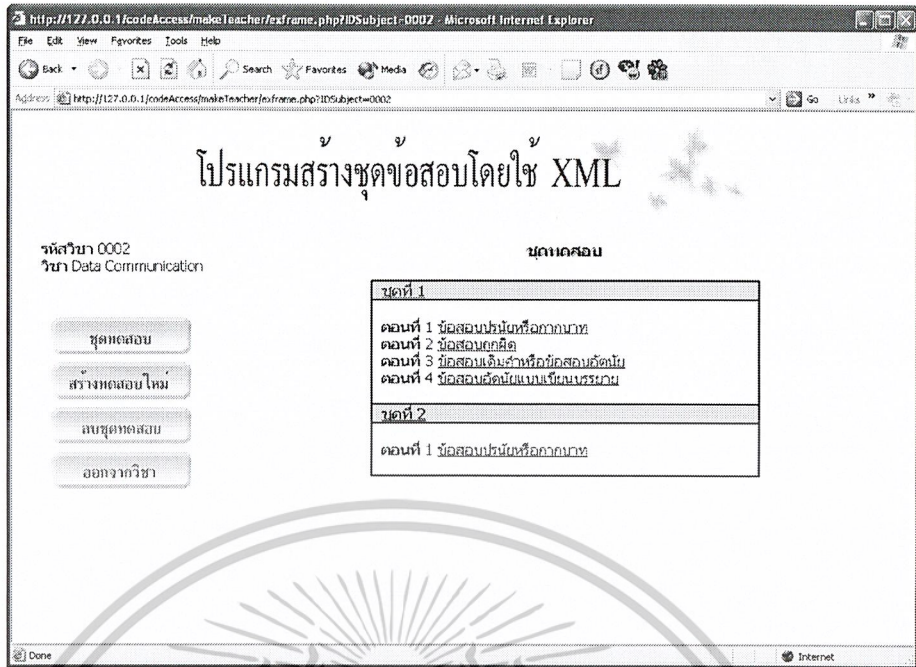 http://127.0.0.1/codeAccess/makeTeacher/exframe.php?IDSubject=0002 - Microsoft Internet Explorer
File Edit View Favorites Tools Help
Back Search Favorites Media
Address http://127.0.0.1/codeAccess/makeTeacher/exframe.php?IDSubject=0002 Go Links »
โปรแกรมสร้างชุดข้อสอบโดยใช้ XML
รหัสวิชา 0002
วิชา Data Communication
ชุดทดสอบ
สร้างทดสอบใหม่
ลบชุดทดสอบ
ออกจากวิชา
ชุดทดสอบ
ชุดที่ 1
ตอนที่ 1 ข้อสอบปรนัยหรือกากบาท
ตอนที่ 2 ข้อสอบถูกผิด
ตอนที่ 3 ข้อสอบเติมคำหรือข้อสอบอัตนัย
ตอนที่ 4 ข้อสอบอัตนัยแบบเขียนบรรยาย
ชุดที่ 2
ตอนที่ 1 ข้อสอบปรนัยหรือกากบาท
Done Internet